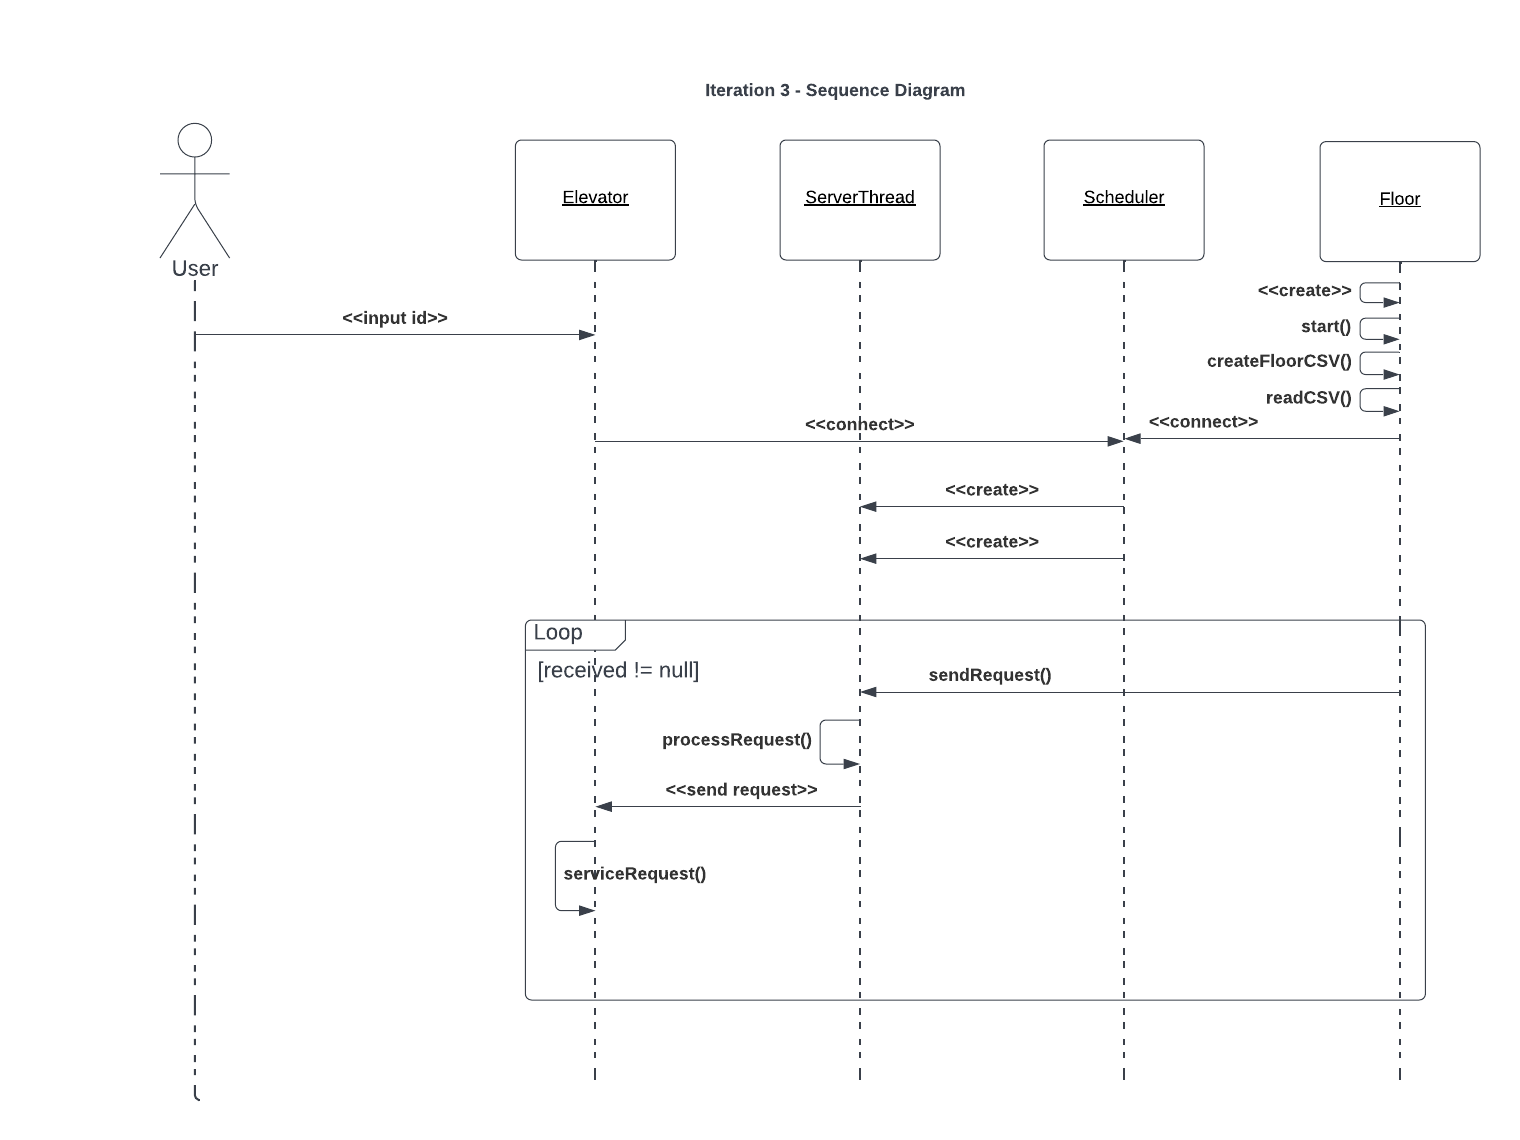 Iteration 3 - Sequence Diagram
User
Elevator
ServerThread
Scheduler
Floor
<<create>>
<<input id>>
start()
createFloorCSV()
readCSV()
<<connect>>
<<connect>>
<<create>>
<<create>>
Loop
[received != null]
sendRequest()
processRequest()
<<send request>>
serviceRequest()